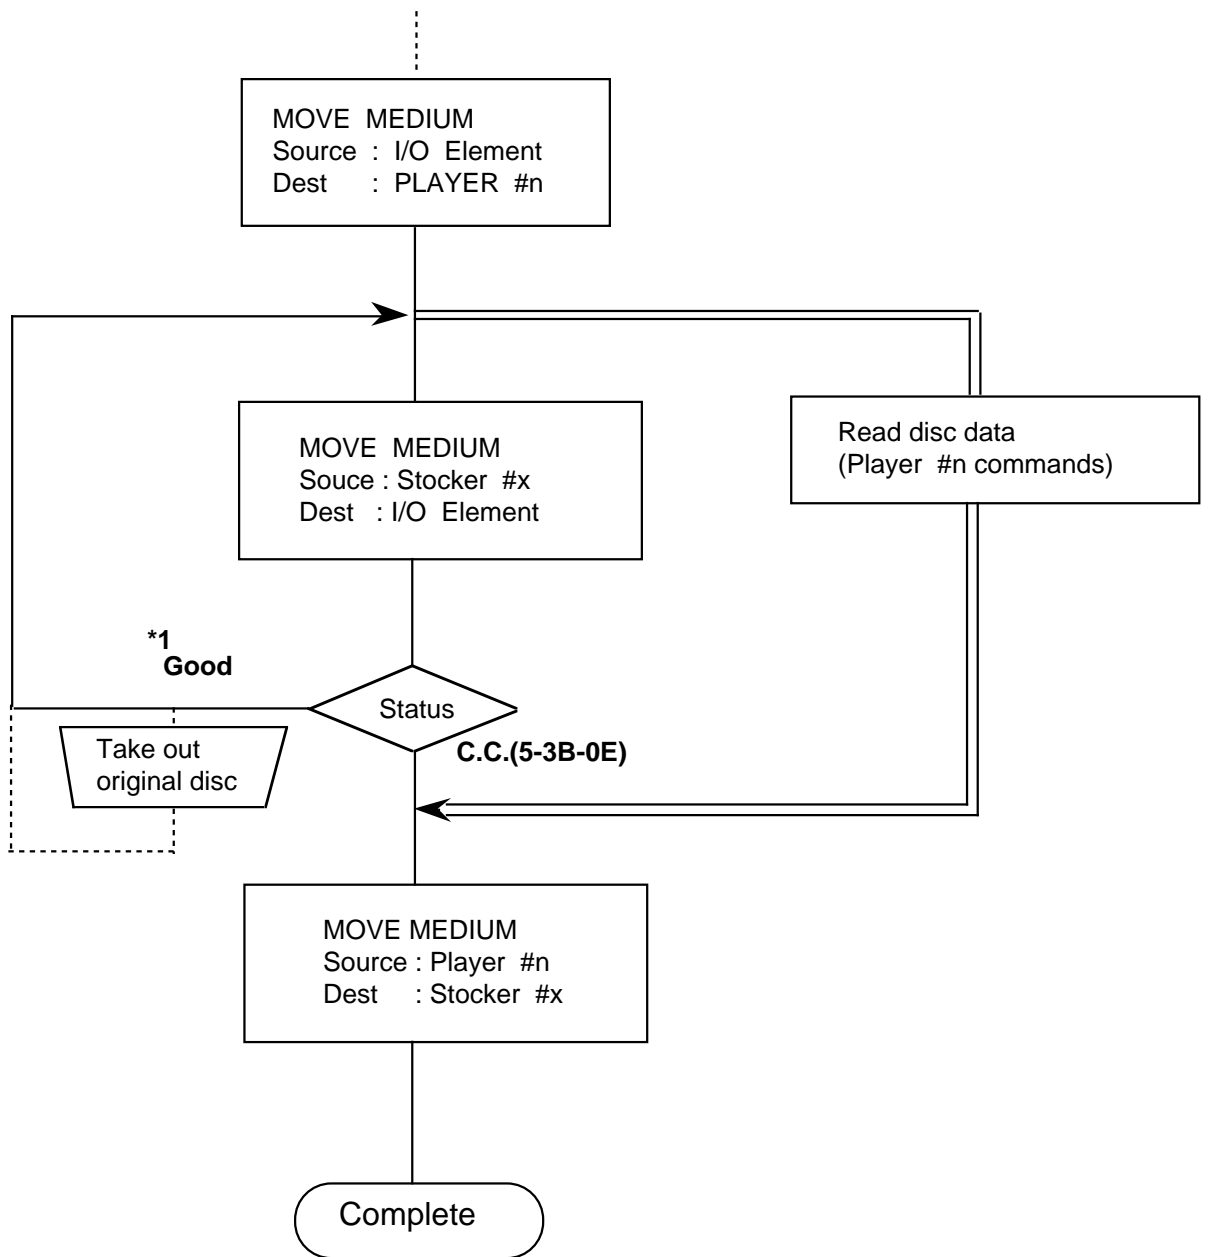 MOVE MEDIUM
Source : I/O Element
Dest : PLAYER #n
MOVE MEDIUM
Souce : Stocker #x
Dest : I/O Element
Read disc data
(Player #n commands)
*1
Good
Status
Take out
original disc
C.C.(5-3B-0E)
MOVE MEDIUM
Source : Player #n
Dest : Stocker #x
Complete